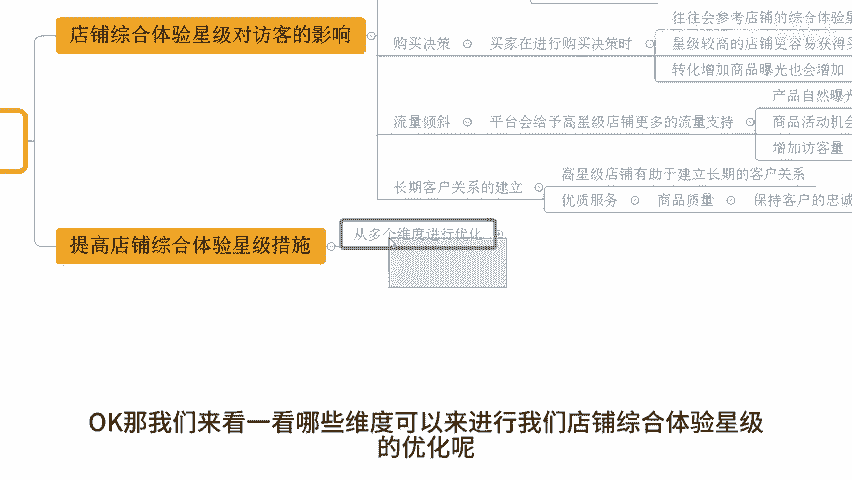 店铺综合体验星级对访客的影响
往往会参考店铺的综合体验星
购买决策
买家在进行购买决策时
星级较高的店铺更容易获得
转化增加商品曝光也会增加
产品自然曝光
流量倾斜
平台会给予高星级店铺更多的流量支持
商品活动机会
增加访客量
长期客户关系的建立
高星级店铺有助于建立长期的客户关系
优质服务
商品质量
保持客户的忠诚
提高店铺综合体验星级措施
从多个维度进行优化
OK那我们来看一看哪些维度可以来进行我们店铺综合体验星级
的优化呢